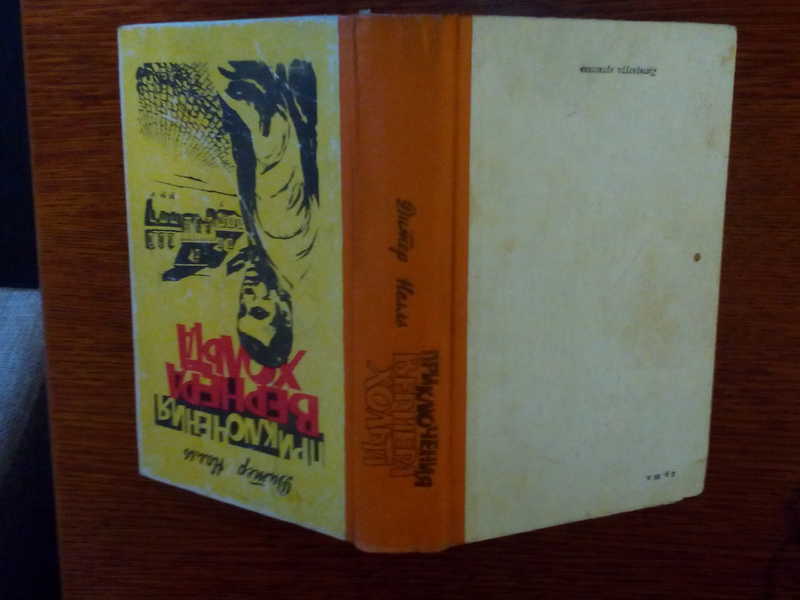 Дитер Нолль
ПРИКЛЮЧЕНИЯ
ВЕРНЕРА
ХОЛЬТА
Дитер Нолль
ПРИКЛЮЧЕНИЯ
ВЕРНЕРА
ХОЛЬТА